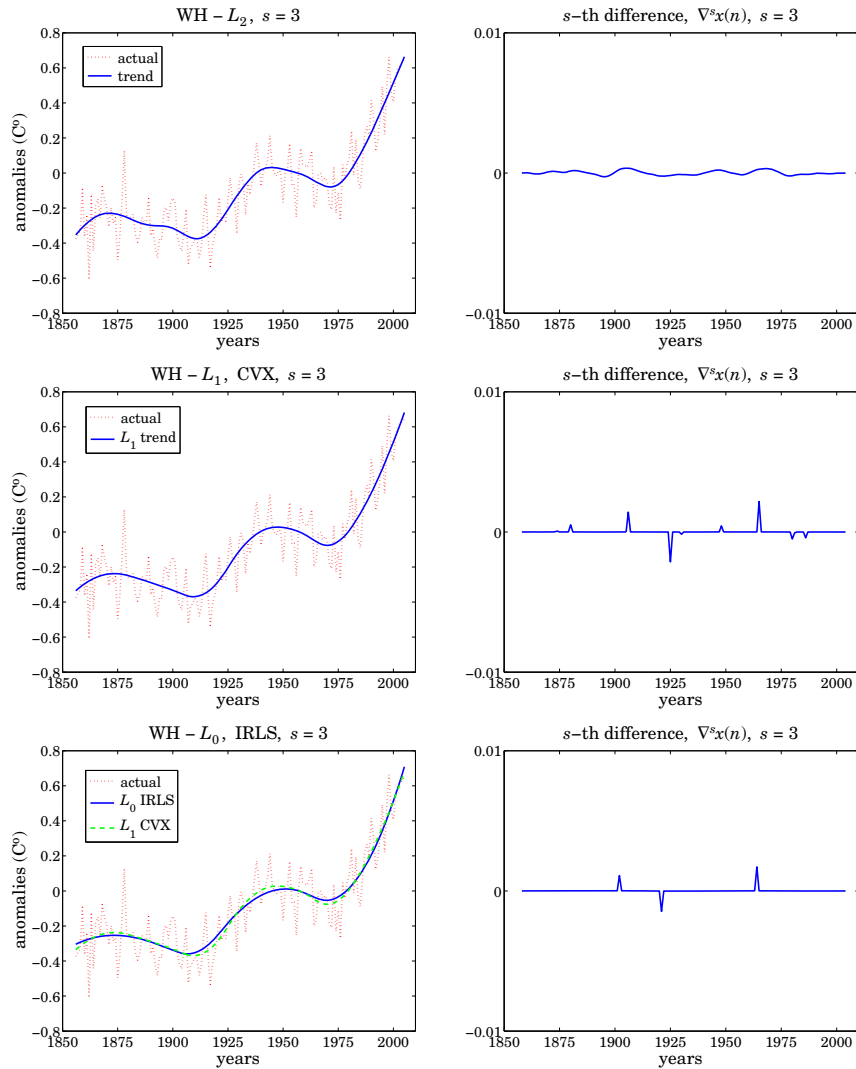 WH − L₂, s = 3
0.8
0.6
0.4
0.2
0
−0.2
−0.4
−0.6
−0.8
anomalies (C°)
actual
trend
1850 1875 1900 1925 1950 1975 2000
years
s−th difference, ∇ˢx(n), s = 3
0.01
0
−0.01
1850 1875 1900 1925 1950 1975 2000
years
WH − L₁, CVX, s = 3
0.8
0.6
0.4
0.2
0
−0.2
−0.4
−0.6
−0.8
anomalies (C°)
actual
L₁ trend
1850 1875 1900 1925 1950 1975 2000
years
s−th difference, ∇ˢx(n), s = 3
0.01
0
−0.01
1850 1875 1900 1925 1950 1975 2000
years
WH − L₀, IRLS, s = 3
0.8
0.6
0.4
0.2
0
−0.2
−0.4
−0.6
−0.8
anomalies (C°)
actual
L₀ IRLS
L₁ CVX
1850 1875 1900 1925 1950 1975 2000
years
s−th difference, ∇ˢx(n), s = 3
0.01
0
−0.01
1850 1875 1900 1925 1950 1975 2000
years